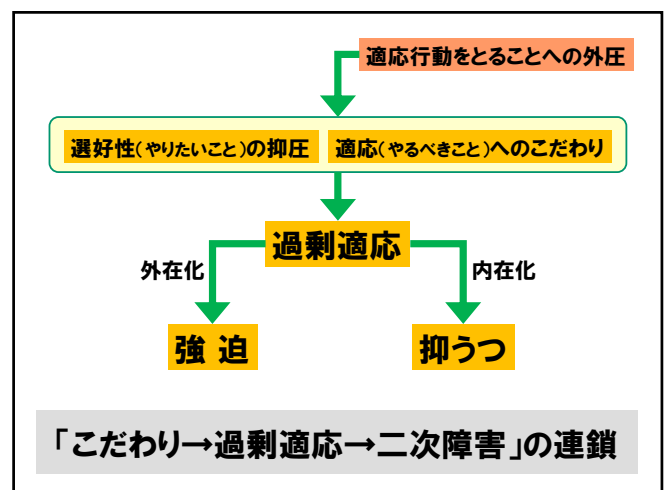 適応行動をとることへの外圧
選好性(やりたいこと)の抑圧
適応(やるべきこと)へのこだわり
過剰適応
外在化
内在化
強 迫
抑うつ
「こだわり→過剰適応→二次障害」の連鎖